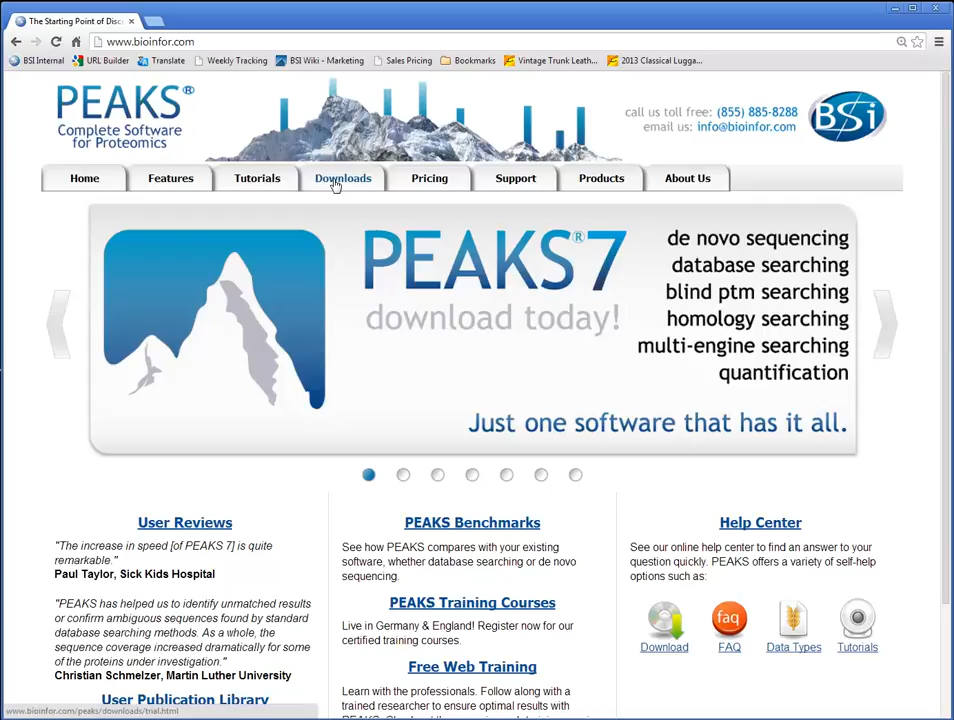 The Starting Point of Disc
www.bioinfor.com
BSI Internal URL Builder Translate Weekly Tracking BSI Wiki - Marketing Sales Pricing Bookmarks Vintage Trunk Leath... 2013 Classical Lugga...
PEAKS®
Complete Software
for Proteomics
call us toll free: (855) 885-8288
email us: info@bioinfor.com
BSi
Home Features Tutorials Downloads Pricing Support Products About Us
PEAKS®7
download today!
de novo sequencing
database searching
blind ptm searching
homology searching
multi-engine searching
quantification
Just one software that has it all.
User Reviews
"The increase in speed [of PEAKS 7] is quite
remarkable."
Paul Taylor, Sick Kids Hospital
"PEAKS has helped us to identify unmatched results
or confirm ambiguous sequences found by standard
database searching methods. As a whole, the
sequence coverage increased dramatically for some
of the proteins under investigation."
Christian Schmelzer, Martin Luther University
User Publication Library
PEAKS Benchmarks
See how PEAKS compares with your existing
software, whether database searching or de novo
sequencing.
PEAKS Training Courses
Live in Germany & England! Register now for our
certified training courses.
Free Web Training
Learn with the professionals. Follow along with a
trained researcher to ensure optimal results with
Help Center
See our online help center to find an answer to your
question quickly. PEAKS offers a variety of self-help
options such as:
faq
Download FAQ Data Types Tutorials
www.bioinfor.com/peaks/downloads/trial.html